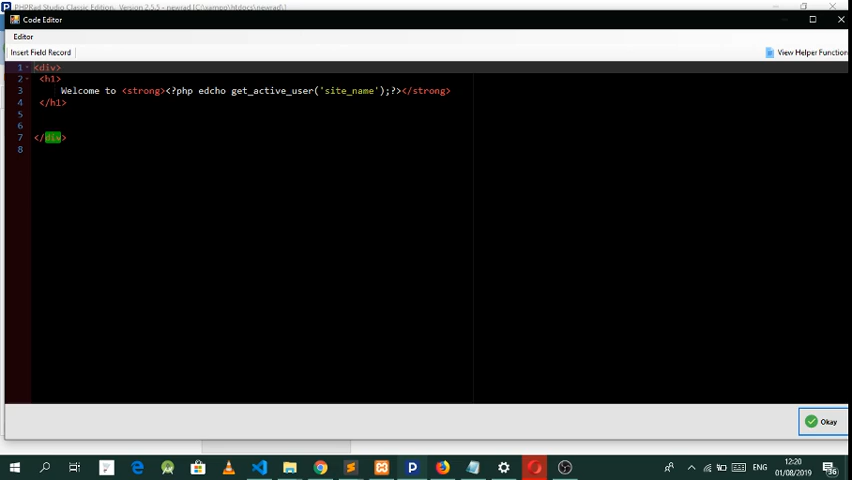 PHPRad Studio Classic Edition. Version 2.5.5 - newrad [C:\xampp\htdocs\newrad\]
Code Editor
Editor
Insert Field Record
View Helper Function
1 <div>
2 <h1>
3 Welcome to <strong><?php edcho get_active_user('site_name');?></strong>
4 </h1>
5
6
7 </div>
8
Okay
ENG
12:20
01/08/2019
36